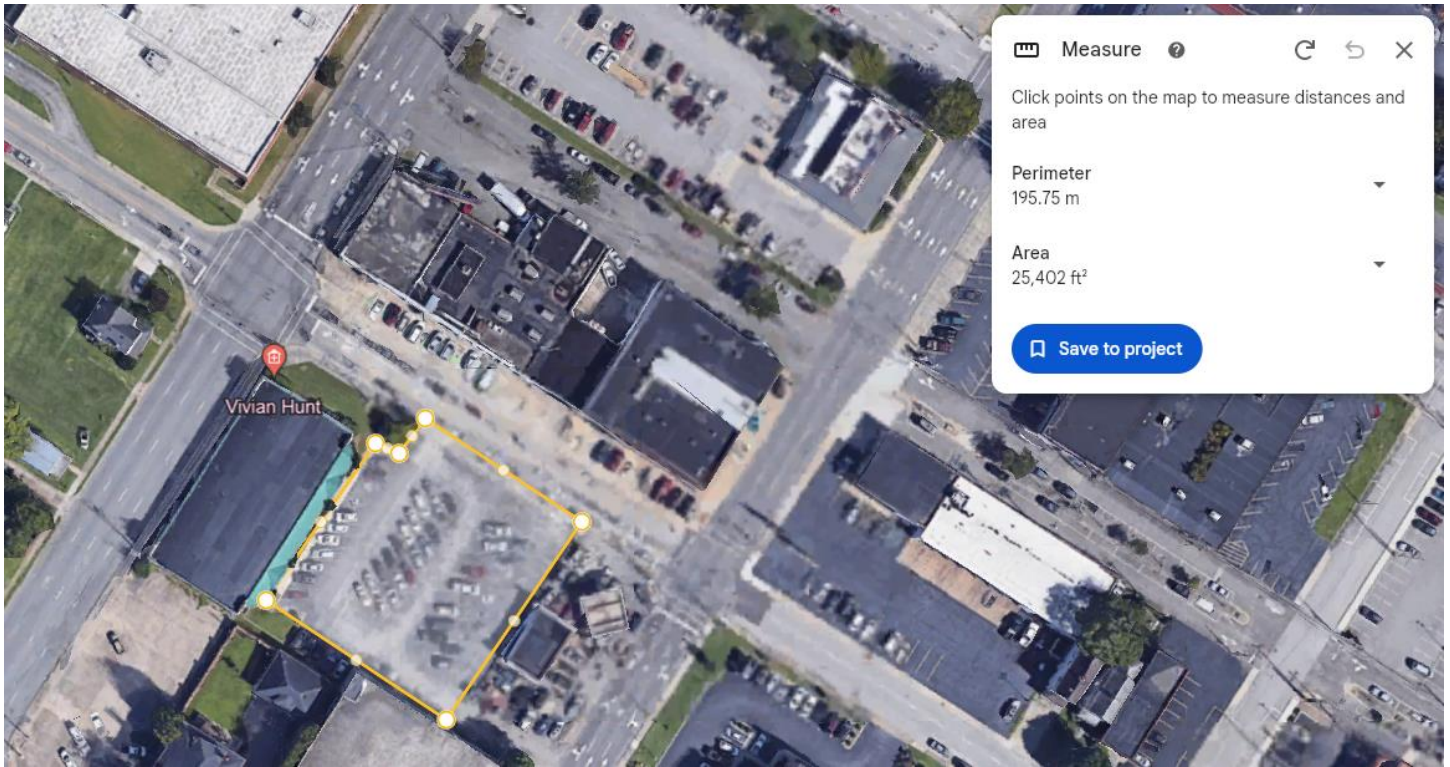 Measure
Click points on the map to measure distances and
area
Perimeter
195.75 m
Area
25,402 ft²
Save to project
Vivian Hunt